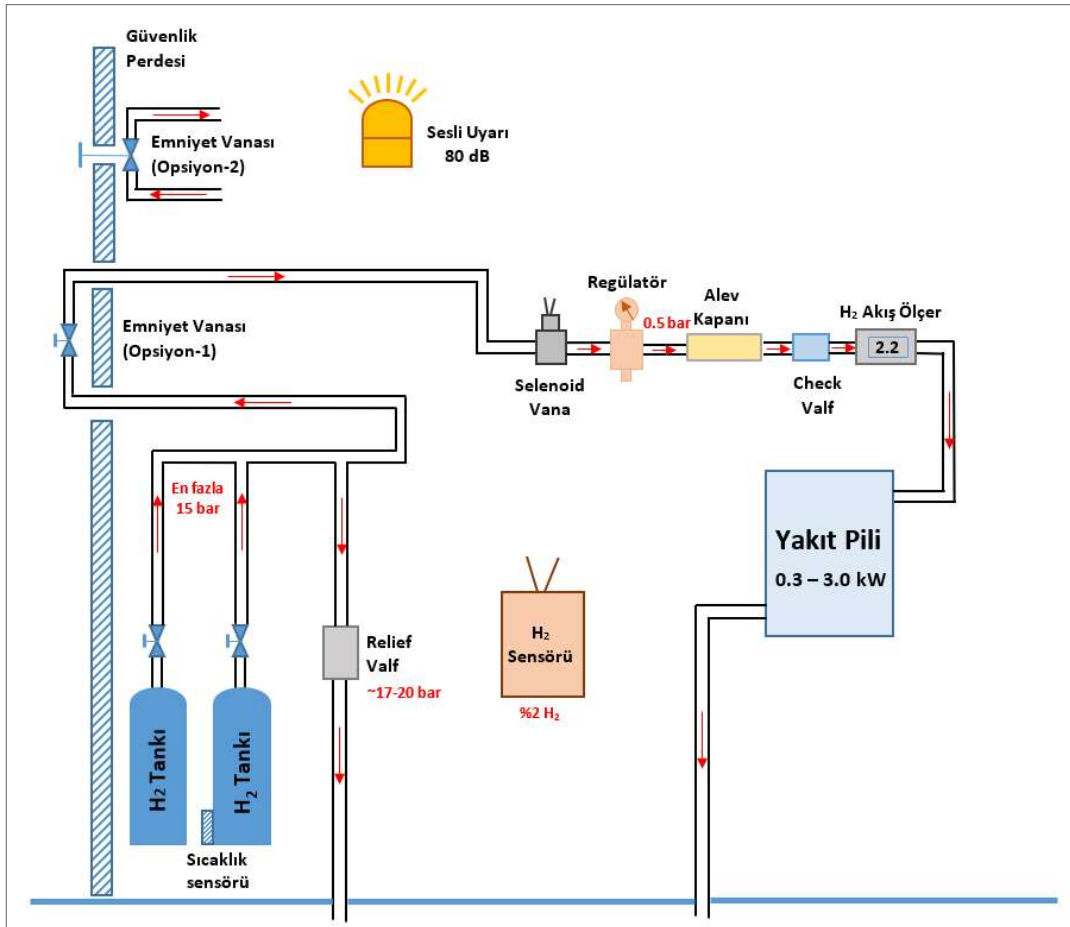 Güvenlik
Perdesi
Emniyet Vanası
(Opsiyon-2)
Sesli Uyarı
80 dB
Emniyet Vanası
(Opsiyon-1)
Regülatör
0.5 bar
Alev
Kapanı
H₂ Akış Ölçer
2.2
Selenoid
Vana
Check
Valf
En fazla
15 bar
Yakıt Pili
0.3 – 3.0 kW
Relief
Valf
~17-20 bar
H₂
Sensörü
%2 H₂
H2 Tankı
H₂ Tankı
Sıcaklık
sensörü